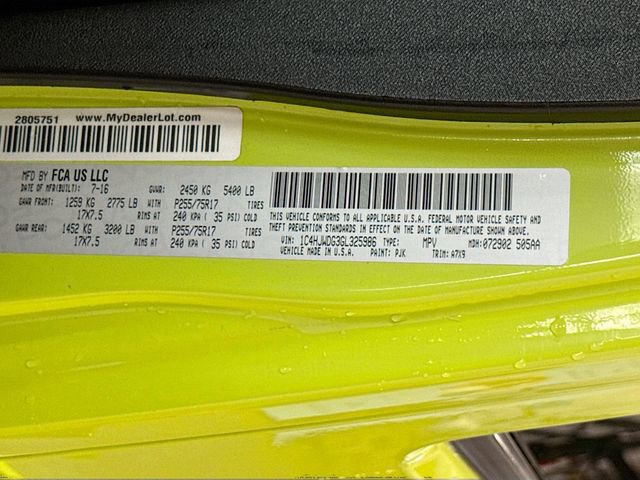 2805751 www.MyDealerLot.com
MFD BY FCA US LLC
DATE OF MFR(BUILT): 7-16 GVWR: 2450 KG 5400 LB
GAWR FRONT: 1259 KG 2775 LB WITH P255/75R17 TIRES
17X7.5 RIMS AT 240 KPA ( 35 PSI) COLD
GAWR REAR: 1452 KG 3200 LB WITH P255/75R17 TIRES
17X7.5 RIMS AT 240 KPA ( 35 PSI) COLD
THIS VEHICLE CONFORMS TO ALL APPLICABLE U.S.A. FEDERAL MOTOR VEHICLE SAFETY AND
THEFT PREVENTION STANDARDS IN EFFECT ON THE DATE OF MANUFACTURE SHOWN ABOVE.
VIN: 1C4HJWDG3GL325986 TYPE: MPV MDH: 072902 505AA
VEHICLE MADE IN U.S.A. PAINT: PJK TRIM: A7X9